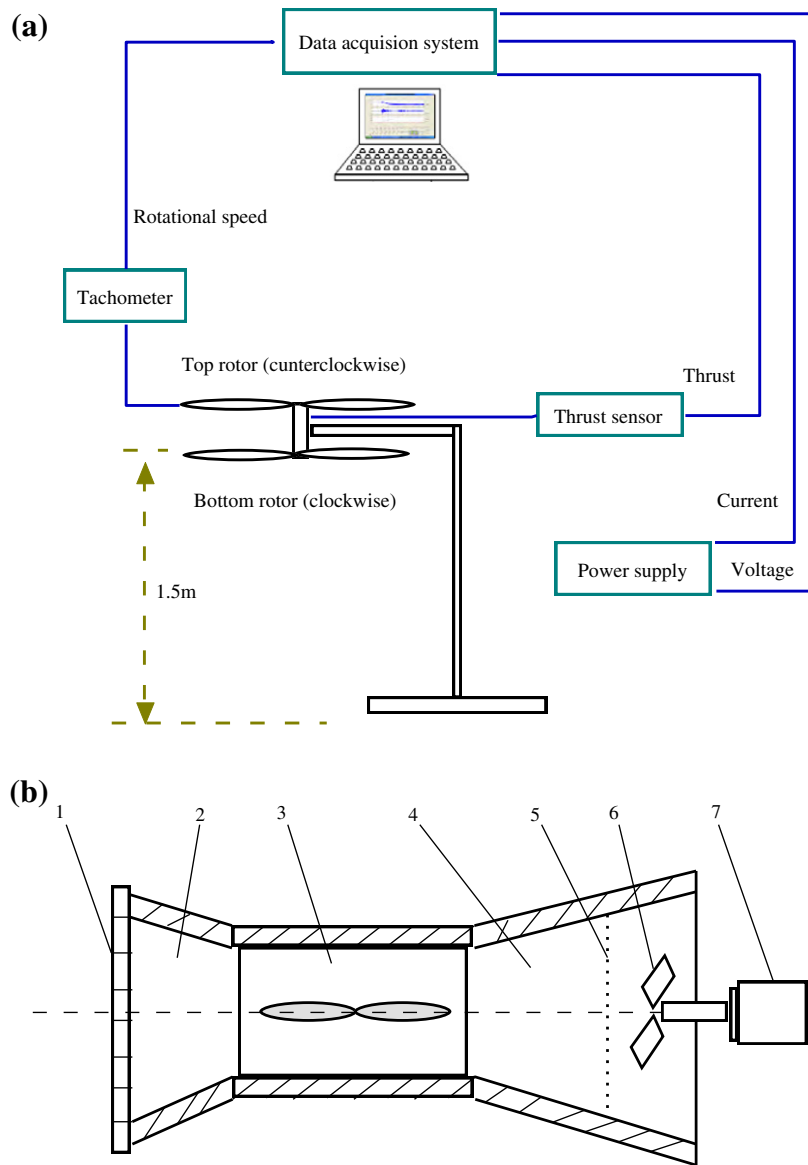 (a)
Data acquision system
Rotational speed
Tachometer
Top rotor (cunterclockwise)
Thrust
Thrust sensor
Bottom rotor (clockwise)
Current
Power supply
Voltage
1.5m
(b)
1 2 3 4 5 6 7